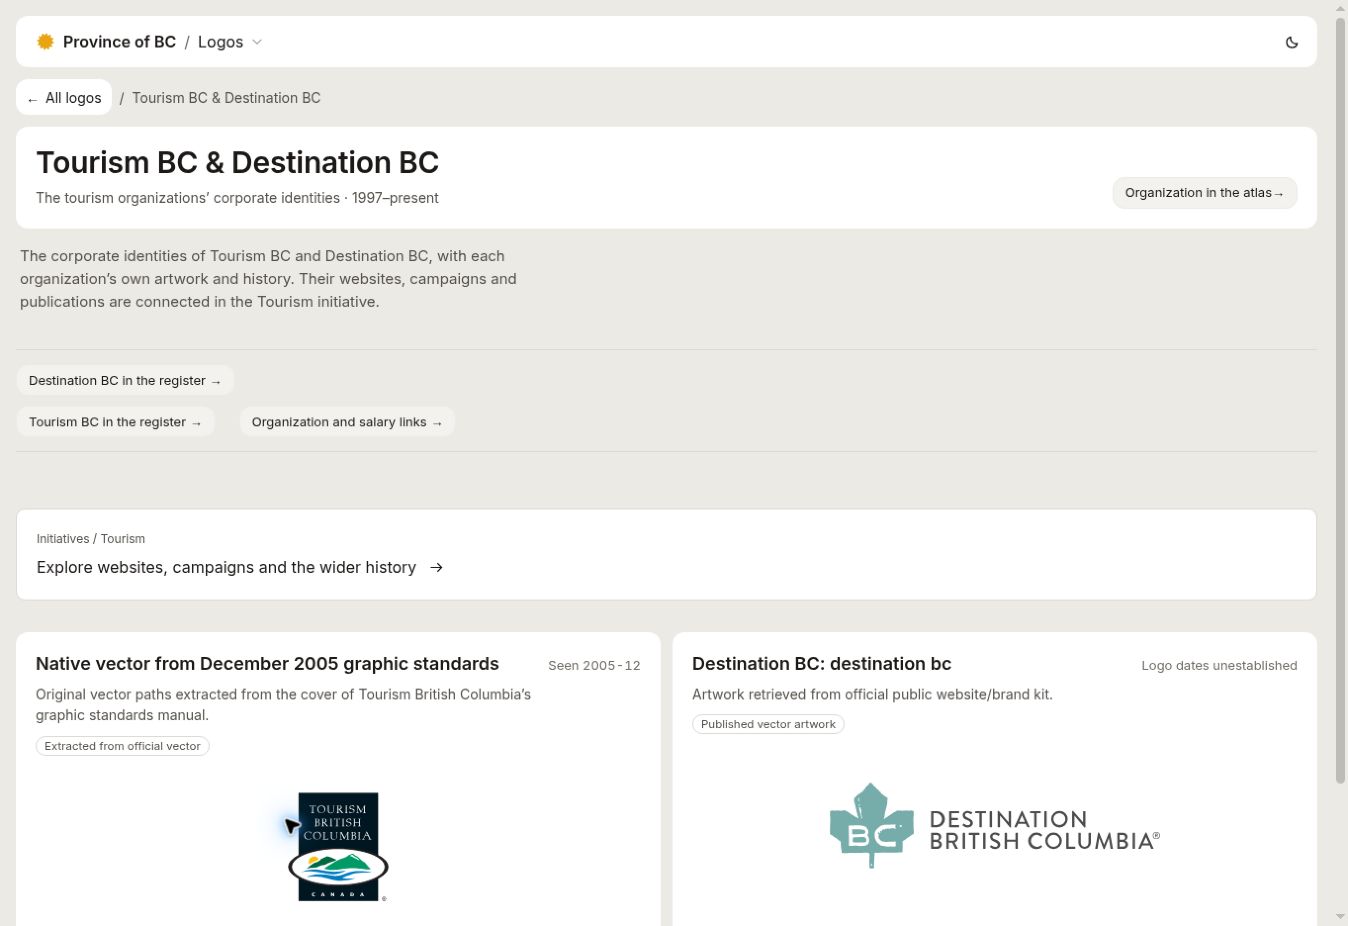 Province of BC / Logos
← All logos / Tourism BC & Destination BC
Tourism BC & Destination BC
The tourism organizations’ corporate identities · 1997–present
Organization in the atlas→
The corporate identities of Tourism BC and Destination BC, with each
organization’s own artwork and history. Their websites, campaigns and
publications are connected in the Tourism initiative.
Destination BC in the register →
Tourism BC in the register →
Organization and salary links →
Initiatives / Tourism
Explore websites, campaigns and the wider history →
Native vector from December 2005 graphic standards
Seen 2005-12
Original vector paths extracted from the cover of Tourism British Columbia’s
graphic standards manual.
Extracted from official vector
TOURISM
BRITISH
COLUMBIA
CANADA
®
Destination BC: destination bc
Logo dates unestablished
Artwork retrieved from official public website/brand kit.
Published vector artwork
BC
DESTINATION
BRITISH COLUMBIA®